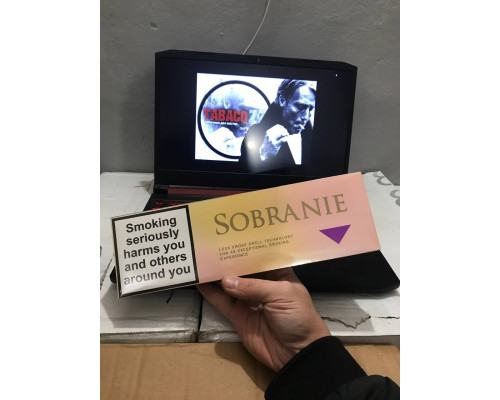 TABACO
Smoking
seriously
harms you
and others
around you
SOBRANIE
LESS SMOKE SMELL TECHNOLOGY
FOR AN EXCEPTIONAL SMOKING
EXPERIENCE